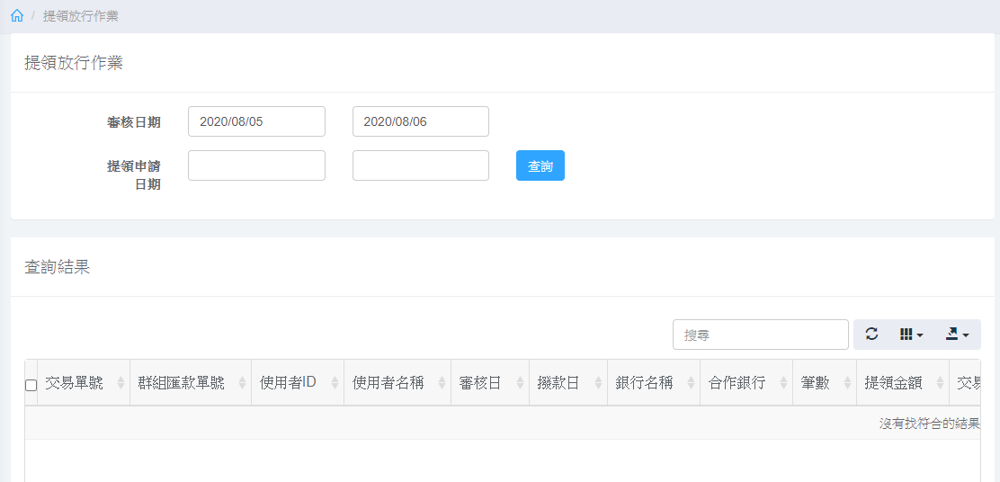 / 提領放行作業
提領放行作業
審核日期 2020/08/05 2020/08/06
提領申請
日期
查詢
查詢結果
搜尋
交易單號 群組匯款單號 使用者ID 使用者名稱 審核日 撥款日 銀行名稱 合作銀行 筆數 提領金額 交易
沒有找符合的結果